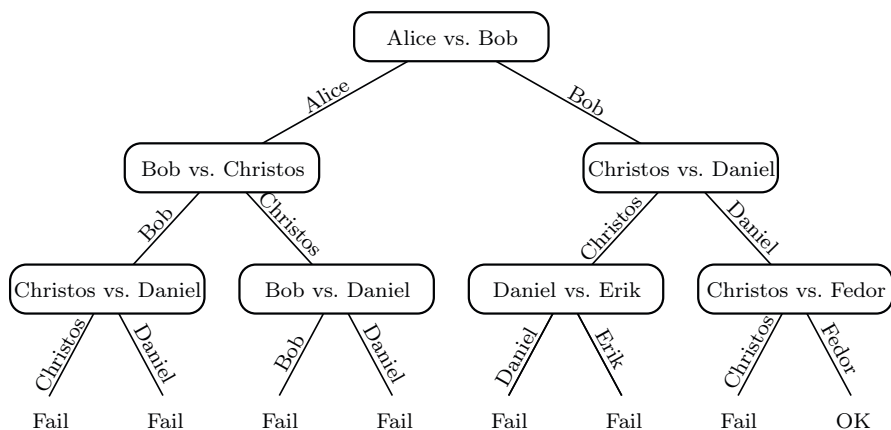 Alice vs. Bob
Alice
Bob
Bob vs. Christos
Christos vs. Daniel
Bob
Christos
Christos
Daniel
Christos vs. Daniel
Bob vs. Daniel
Daniel vs. Erik
Christos vs. Fedor
Christos
Daniel
Bob
Daniel
Daniel
Erik
Christos
Fedor
Fail
Fail
Fail
Fail
Fail
Fail
Fail
OK